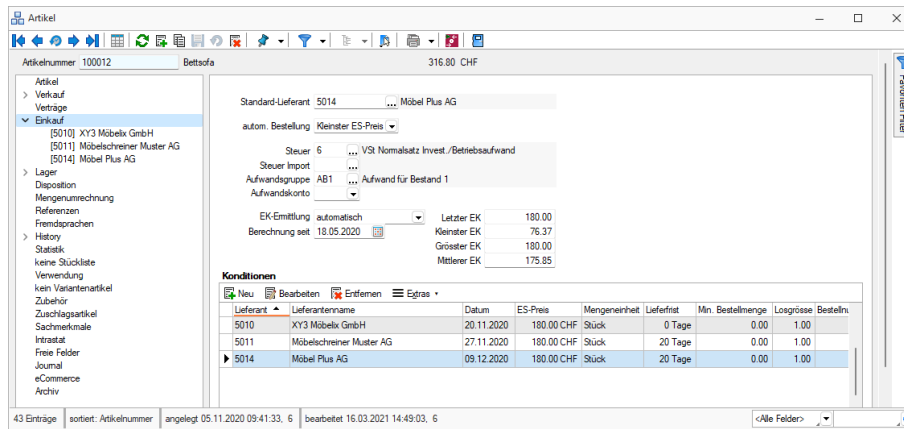 Artikel
Artikelnummer 100012 Bettsofa 316.80 CHF
Artikel
Verkauf
Verträge
Einkauf
[5010] XY3 Möbelix GmbH
[5011] Möbelschreiner Muster AG
[5014] Möbel Plus AG
Lager
Disposition
Mengenumrechnung
Referenzen
Fremdsprachen
History
Statistik
keine Stückliste
Verwendung
kein Variantenartikel
Zubehör
Zuschlagsartikel
Sachmerkmale
Intrastat
Freie Felder
Journal
eCommerce
Archiv
Standard-Lieferant 5014 ... Möbel Plus AG
autom. Bestellung Kleinster ES-Preis
Steuer 6 ... VSt Normalsatz Invest./Betriebsaufwand
Steuer Import ...
Aufwandsgruppe AB1 ... Aufwand für Bestand 1
Aufwandskonto
EK-Ermittlung automatisch Letzter EK 180.00
Berechnung seit 18.05.2020 Kleinster EK 76.37
Grösster EK 180.00
Mittlerer EK 175.85
Konditionen
Neu Bearbeiten Entfernen Extras
Lieferant Lieferantenname Datum ES-Preis Mengeneinheit Lieferfrist Min. Bestellmenge Losgrösse Bestellnu
5010 XY3 Möbelix GmbH 20.11.2020 180.00 CHF Stück 0 Tage 0.00 1.00
5011 Möbelschreiner Muster AG 27.11.2020 180.00 CHF Stück 20 Tage 0.00 1.00
5014 Möbel Plus AG 09.12.2020 180.00 CHF Stück 20 Tage 0.00 1.00
Favoriten Filter
43 Einträge sortiert: Artikelnummer angelegt 05.11.2020 09:41:33, 6 bearbeitet 16.03.2021 14:49:03, 6 <Alle Felder>